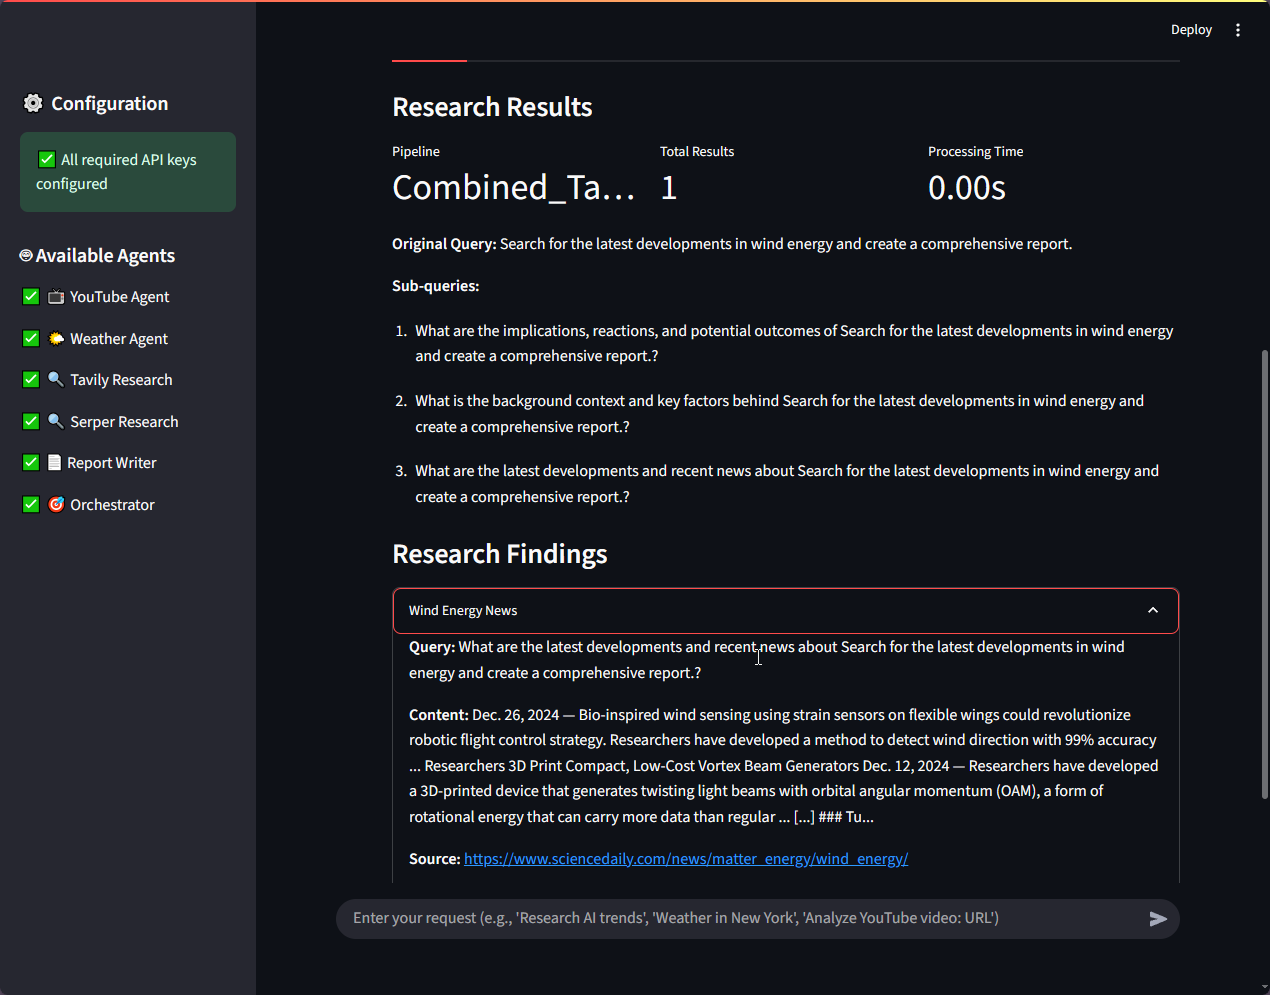 Deploy
Configuration
All required API keys
configured
Available Agents
YouTube Agent
Weather Agent
Tavily Research
Serper Research
Report Writer
Orchestrator
Research Results
Pipeline
Total Results
Processing Time
Combined_Ta...
1
0.00s
Original Query: Search for the latest developments in wind energy and create a comprehensive report.
Sub-queries:
1. What are the implications, reactions, and potential outcomes of Search for the latest developments in wind energy
and create a comprehensive report.?
2. What is the background context and key factors behind Search for the latest developments in wind energy and
create a comprehensive report.?
3. What are the latest developments and recent news about Search for the latest developments in wind energy and
create a comprehensive report.?
Research Findings
Wind Energy News
Query: What are the latest developments and recent news about Search for the latest developments in wind
energy and create a comprehensive report.?
Content: Dec. 26, 2024 — Bio-inspired wind sensing using strain sensors on flexible wings could revolutionize
robotic flight control strategy. Researchers have developed a method to detect wind direction with 99% accuracy
... Researchers 3D Print Compact, Low-Cost Vortex Beam Generators Dec. 12, 2024 — Researchers have developed
a 3D-printed device that generates twisting light beams with orbital angular momentum (OAM), a form of
rotational energy that can carry more data than regular ... [...] ### Tu...
Source: https://www.sciencedaily.com/news/matter_energy/wind_energy/
Enter your request (e.g., 'Research AI trends', 'Weather in New York', 'Analyze YouTube video: URL')